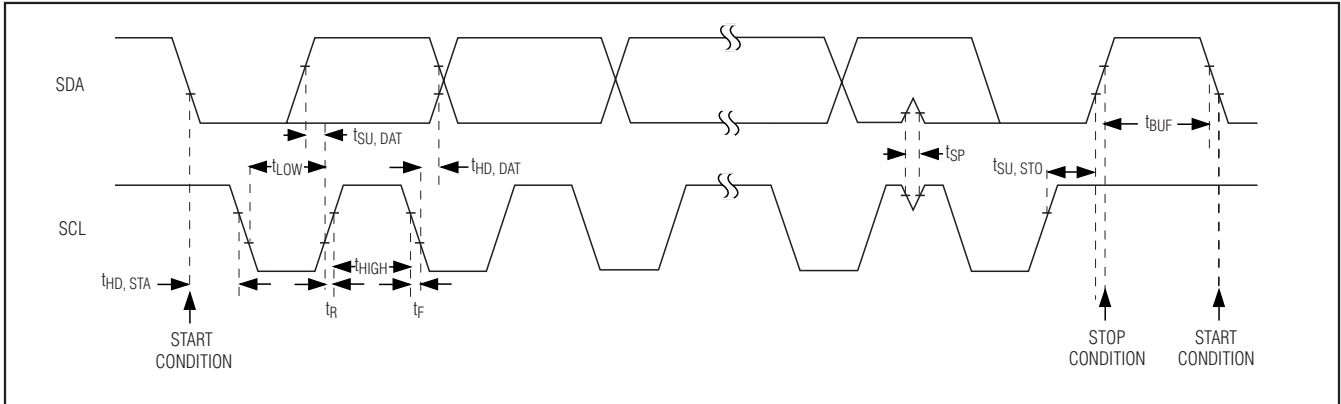 SDA
tSU, DAT
tLOW
tHD, DAT
tSP
tBUF
tSU, STO
SCL
tHD, STA
tHIGH
tR
tF
START
CONDITION
STOP
CONDITION
START
CONDITION